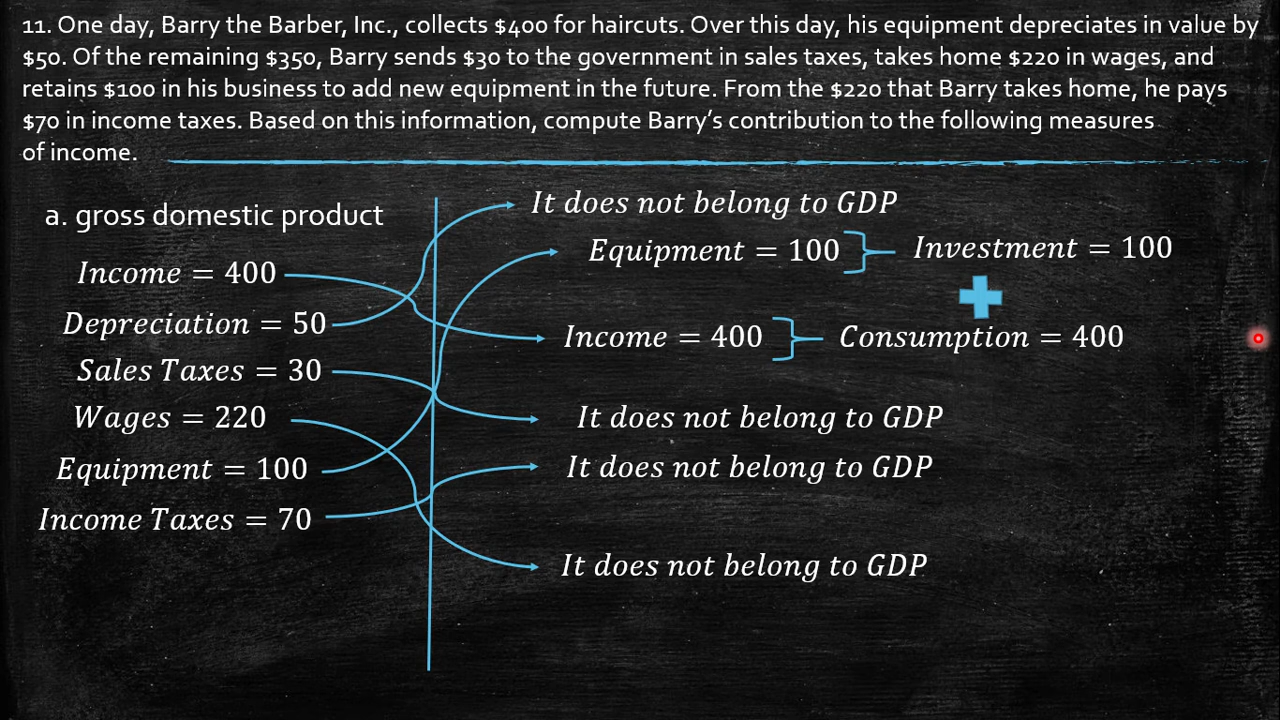 11. One day, Barry the Barber, Inc., collects $400 for haircuts. Over this day, his equipment depreciates in value by
$50. Of the remaining $350, Barry sends $30 to the government in sales taxes, takes home $220 in wages, and
retains $100 in his business to add new equipment in the future. From the $220 that Barry takes home, he pays
$70 in income taxes. Based on this information, compute Barry’s contribution to the following measures
of income.
a. gross domestic product
Income = 400
Depreciation = 50
Sales Taxes = 30
Wages = 220
Equipment = 100
Income Taxes = 70
It does not belong to GDP
Equipment = 100
Investment = 100
Income = 400
Consumption = 400
It does not belong to GDP
It does not belong to GDP
It does not belong to GDP